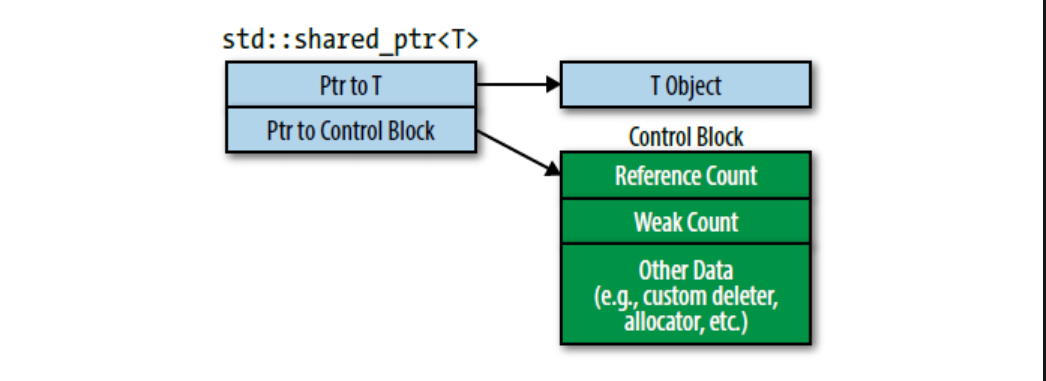 std::shared_ptr<T>
Ptr to T
T Object
Ptr to Control Block
Control Block
Reference Count
Weak Count
Other Data
(e.g., custom deleter,
allocator, etc.)